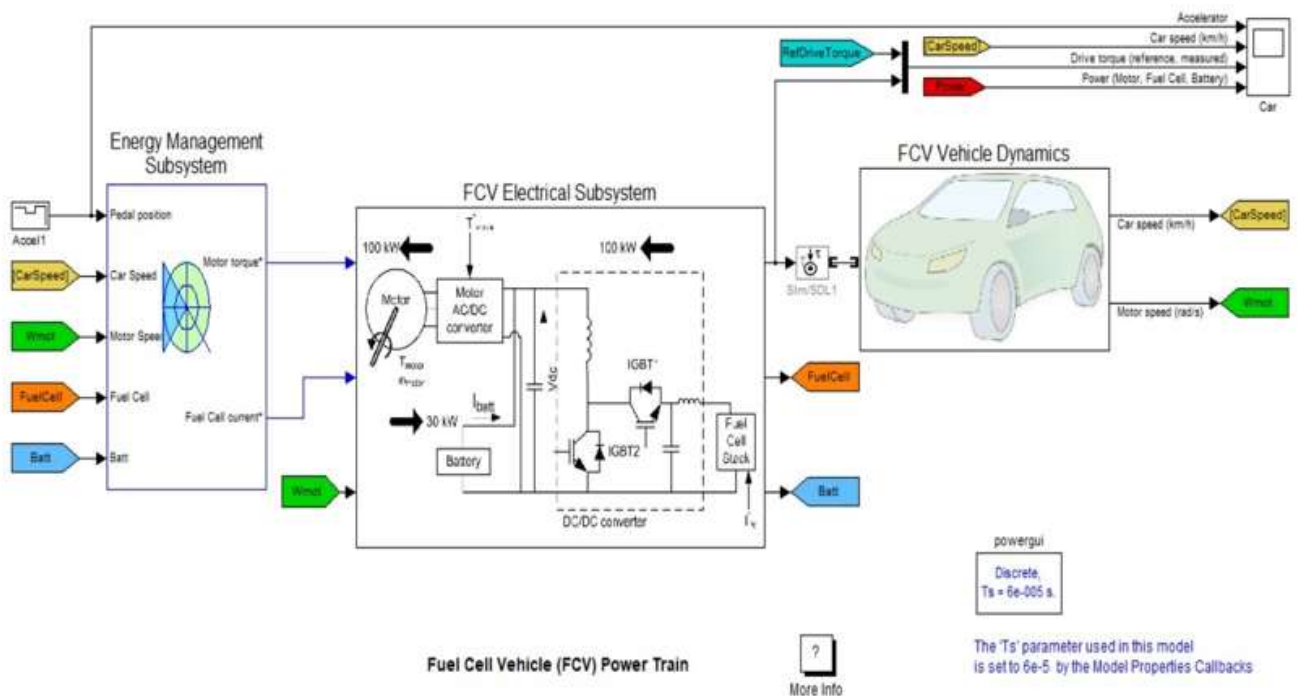 Accelerator
[CarSpeed]
Car speed (km/h)
RefDriveTorque
Drive torque (reference, measured)
Power
Power (Motor, Fuel Cell, Battery)
Car
Energy Management
Subsystem
FCV Electrical Subsystem
FCV Vehicle Dynamics
Accel1
Pedal position
[CarSpeed]
Car Speed
Motor torque*
Wmot
Motor Speed
FuelCell
Fuel Cell
Fuel Cell current*
Batt
Batt
100 kW
100 kW
Motor
Motor
AC/DC
converter
Vdc
30 kW
I batt
Battery
IGBT2
Fuel
Cell
Stack
DC/DC converter
Wmot
Car speed (km/h)
[CarSpeed]
Motor speed (rad/s)
Wmot
FuelCell
Batt
powergui
Discrete,
Ts = 6e-005 s.
The 'Ts' parameter used in this model
is set to 6e-5 by the Model Properties Callbacks
Fuel Cell Vehicle (FCV) Power Train
?
More Info